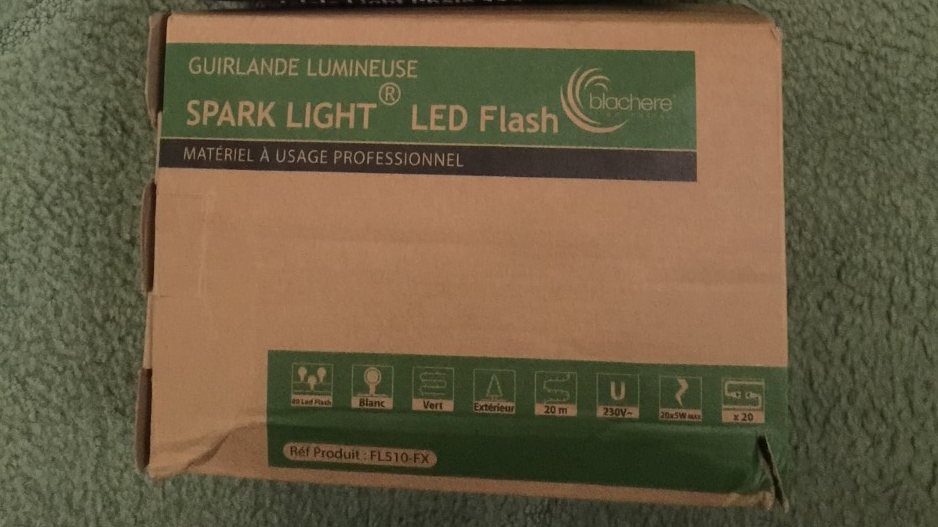 GUIRLANDE LUMINEUSE
SPARK LIGHT® LED Flash
blachere
MATÉRIEL À USAGE PROFESSIONNEL
80 Led Flash
Blanc
Vert
Extérieur
20 m
U
230V~
20x5W max
x 20
Réf Produit : FL510-FX